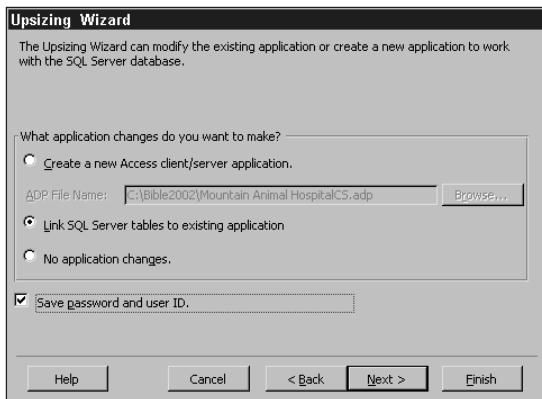 Upsizing Wizard
The Upsizing Wizard can modify the existing application or create a new application to work
with the SQL Server database.
What application changes do you want to make?
Create a new Access client/server application.
ADP File Name: C:\Bible2002\Mountain Animal HospitalCS.adp Browse...
Link SQL Server tables to existing application
No application changes.
Save password and user ID.
Help Cancel < Back Next > Finish